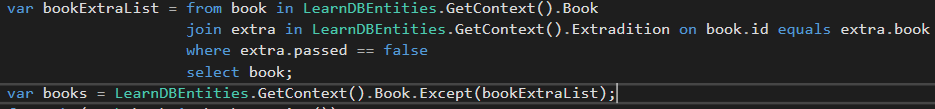 var bookExtraList = from book in LearnDBEntities.GetContext().Book
join extra in LearnDBEntities.GetContext().Extradition on book.id equals extra.book
where extra.passed == false
select book;
var books = LearnDBEntities.GetContext().Book.Except(bookExtraList);